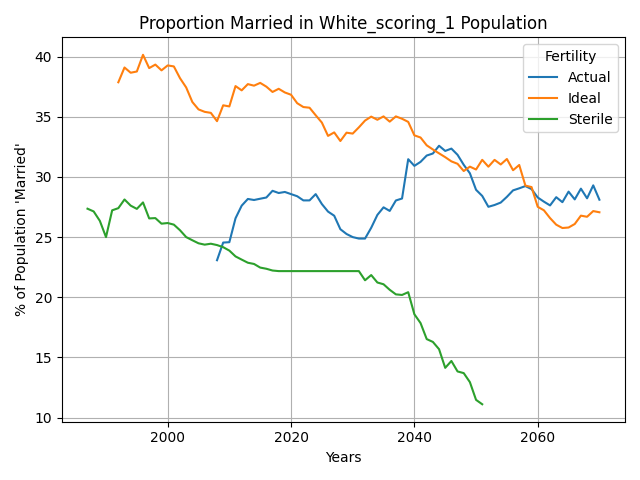 Proportion Married in White_scoring_1 Population
% of Population 'Married'
40
35
30
25
20
15
10
Fertility
Actual
Ideal
Sterile
2000
2020
2040
2060
Years